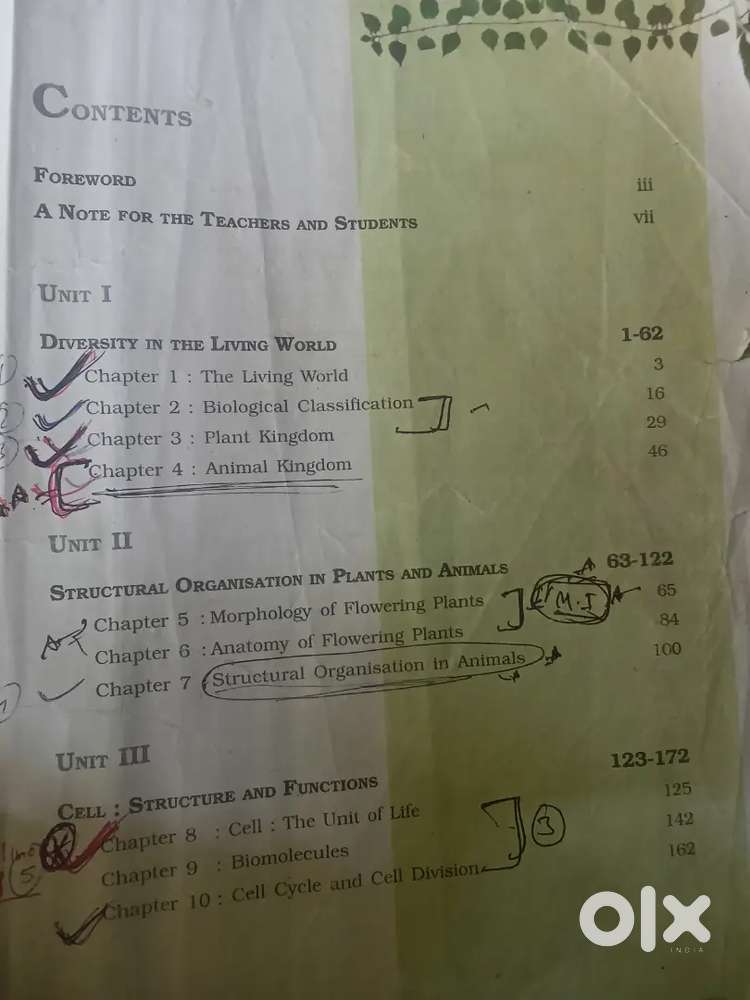 CONTENTS
FOREWORD iii
A NOTE FOR THE TEACHERS AND STUDENTS vii
UNIT I
DIVERSITY IN THE LIVING WORLD 1-62
Chapter 1 : The Living World 3
Chapter 2 : Biological Classification 16
Chapter 3 : Plant Kingdom 29
Chapter 4 : Animal Kingdom 46
UNIT II
STRUCTURAL ORGANISATION IN PLANTS AND ANIMALS 63-122
Chapter 5 : Morphology of Flowering Plants M.I 65
Chapter 6 : Anatomy of Flowering Plants 84
Chapter 7 Structural Organisation in Animals 100
UNIT III
CELL : STRUCTURE AND FUNCTIONS 123-172
Chapter 8 : Cell : The Unit of Life 125
Chapter 9 : Biomolecules 3 142
Chapter 10 : Cell Cycle and Cell Division 162
olx
INDIA